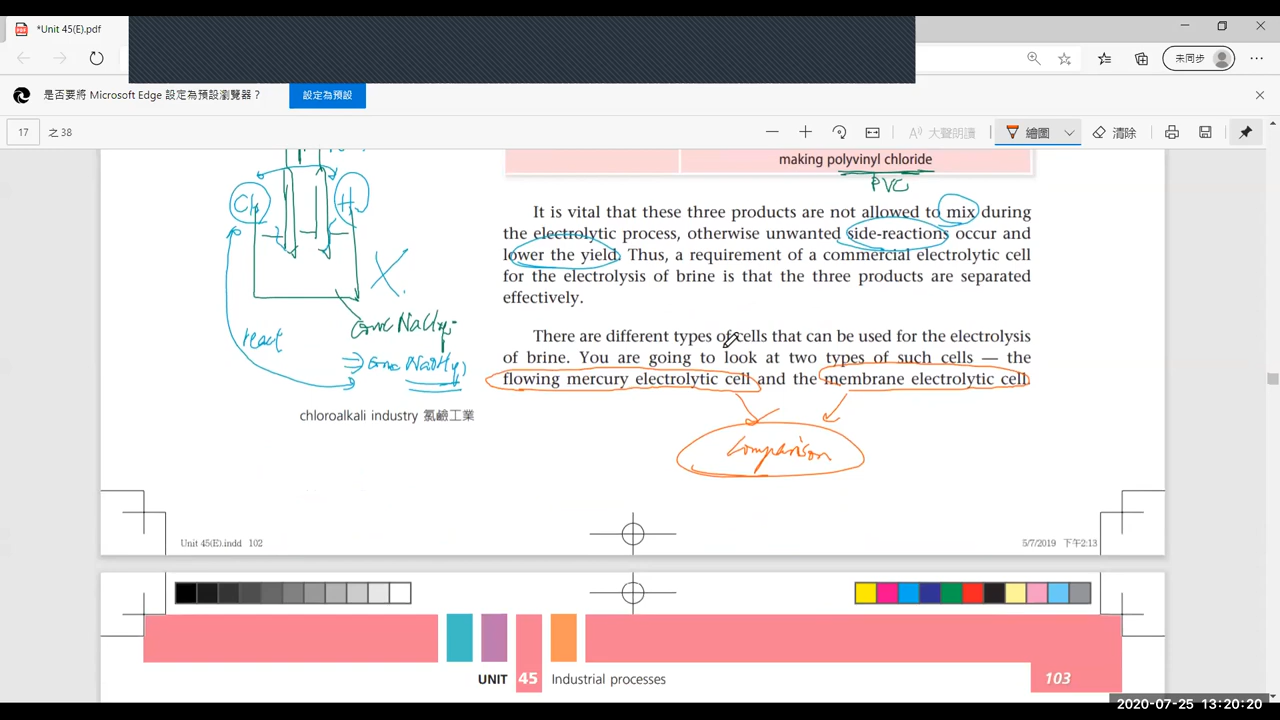 *Unit 45(E).pdf
未同步
是否要將 Microsoft Edge 設定為預設瀏覽器？
設定為預設
17 之 38
大聲朗讀
繪圖
清除
making polyvinyl chloride
PVC
It is vital that these three products are not allowed to mix during
the electrolytic process, otherwise unwanted side-reactions occur and
lower the yield. Thus, a requirement of a commercial electrolytic cell
for the electrolysis of brine is that the three products are separated
effectively.
Cl₂
H₂
X
conc NaCl
react
⇒ conc NaOH
There are different types of cells that can be used for the electrolysis
of brine. You are going to look at two types of such cells — the
flowing mercury electrolytic cell and the membrane electrolytic cell
chloroalkali industry 氯鹼工業
Comparison
Unit 45(E).indd 102
5/7/2019 下午2:13
UNIT 45 Industrial processes
103
2020-07-25 13:20:20